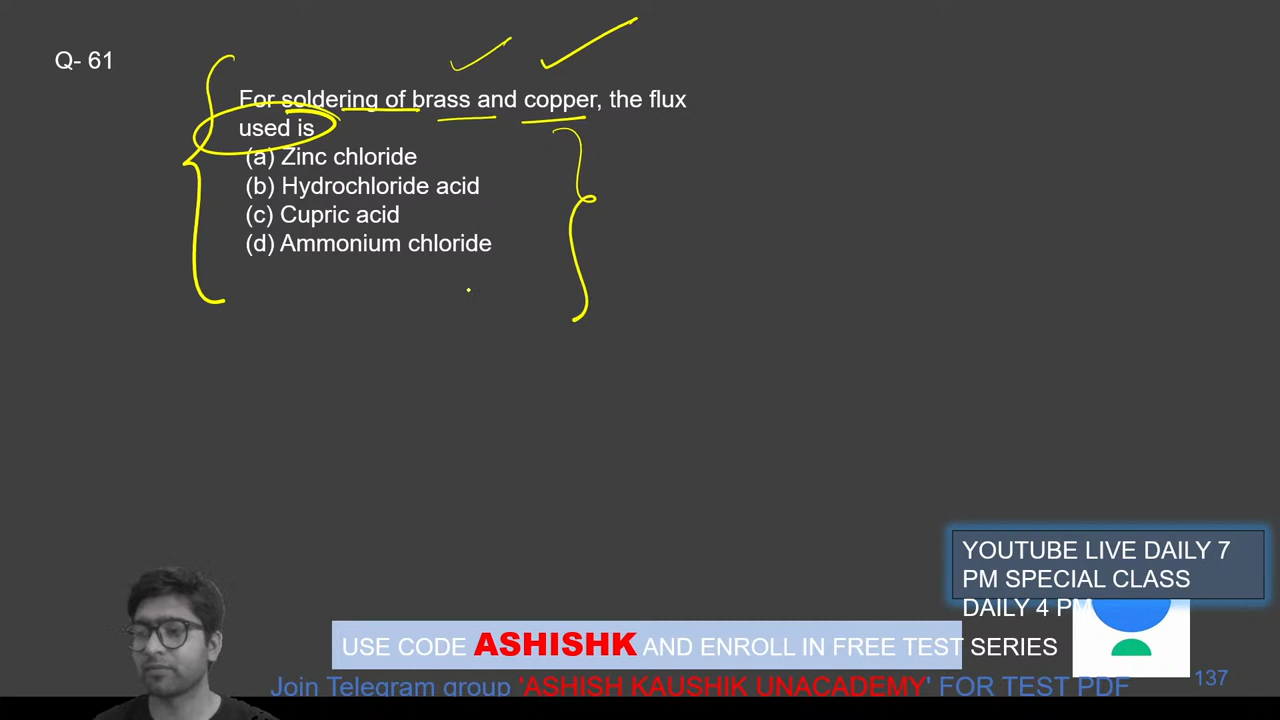 Q- 61
For soldering of brass and copper, the flux
used is
(a) Zinc chloride
(b) Hydrochloride acid
(c) Cupric acid
(d) Ammonium chloride
YOUTUBE LIVE DAILY 7
PM SPECIAL CLASS
DAILY 4 PM
USE CODE ASHISHK AND ENROLL IN FREE TEST SERIES
Join Telegram group 'ASHISH KAUSHIK UNACADEMY' FOR TEST PDF
137